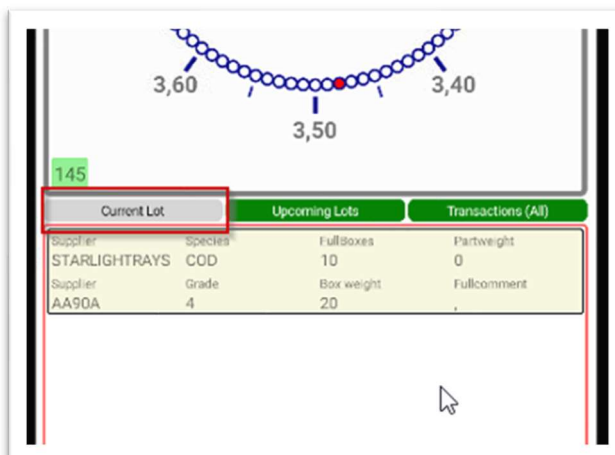 3,60
3,40
3,50
145
Current Lot Upcoming Lots Transactions (All)
Supplier Species FullBoxes Partweight
STARLIGHTRAYS COD 10 0
Supplier Grade Box weight Fullcomment
AA90A 4 20 ,